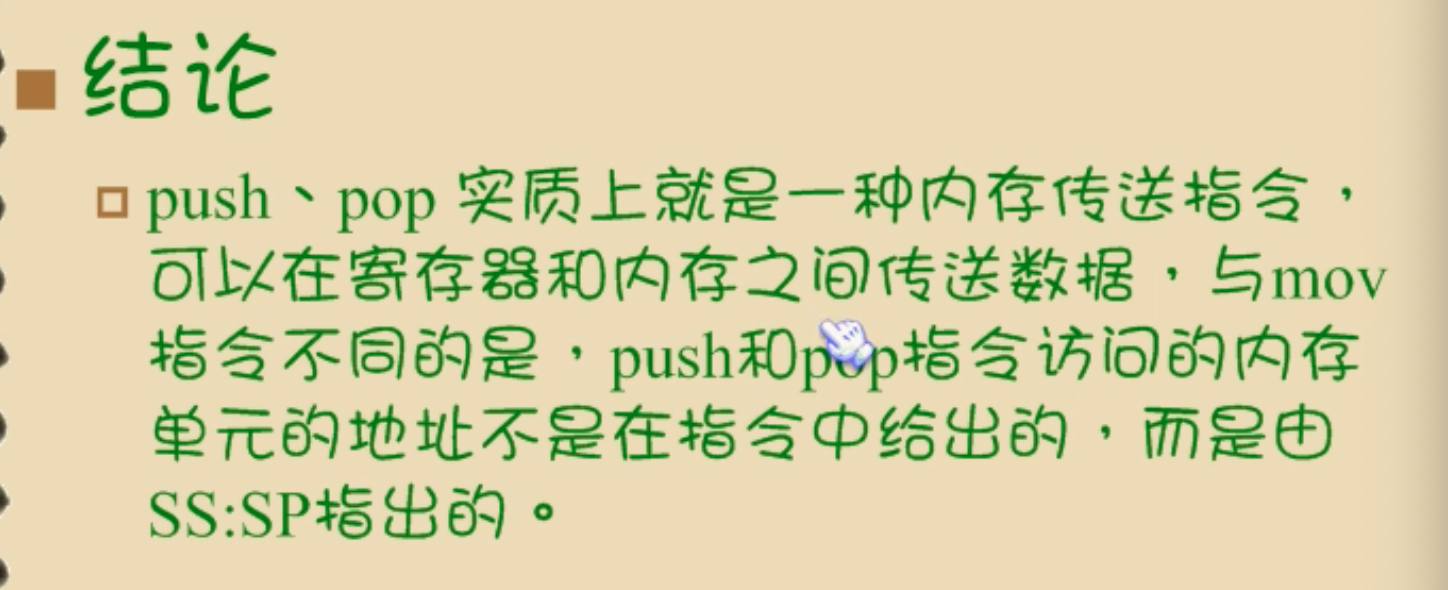 结论
push、pop 实质上就是一种内存传送指令，
可以在寄存器和内存之间传送数据，与mov
指令不同的是，push和pop指令访问的内存
单元的地址不是在指令中给出的，而是由
SS:SP指出的。